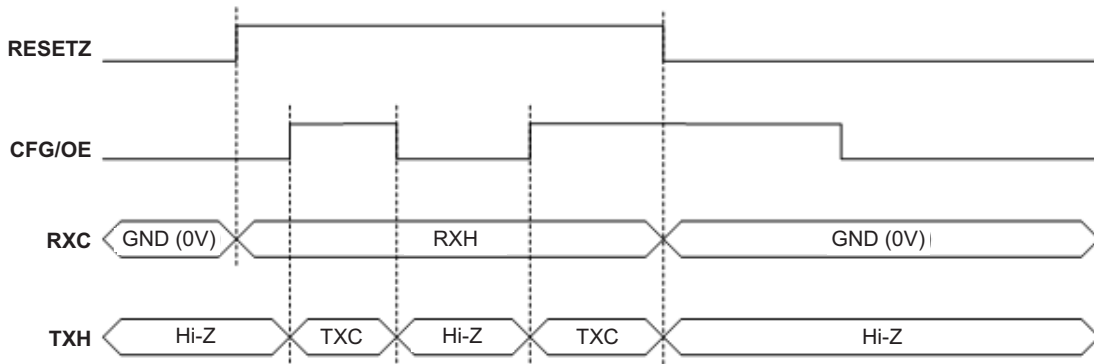 RESETZ
CFG/OE
RXC GND (0V) RXH GND (0V)
TXH Hi-Z TXC Hi-Z TXC Hi-Z